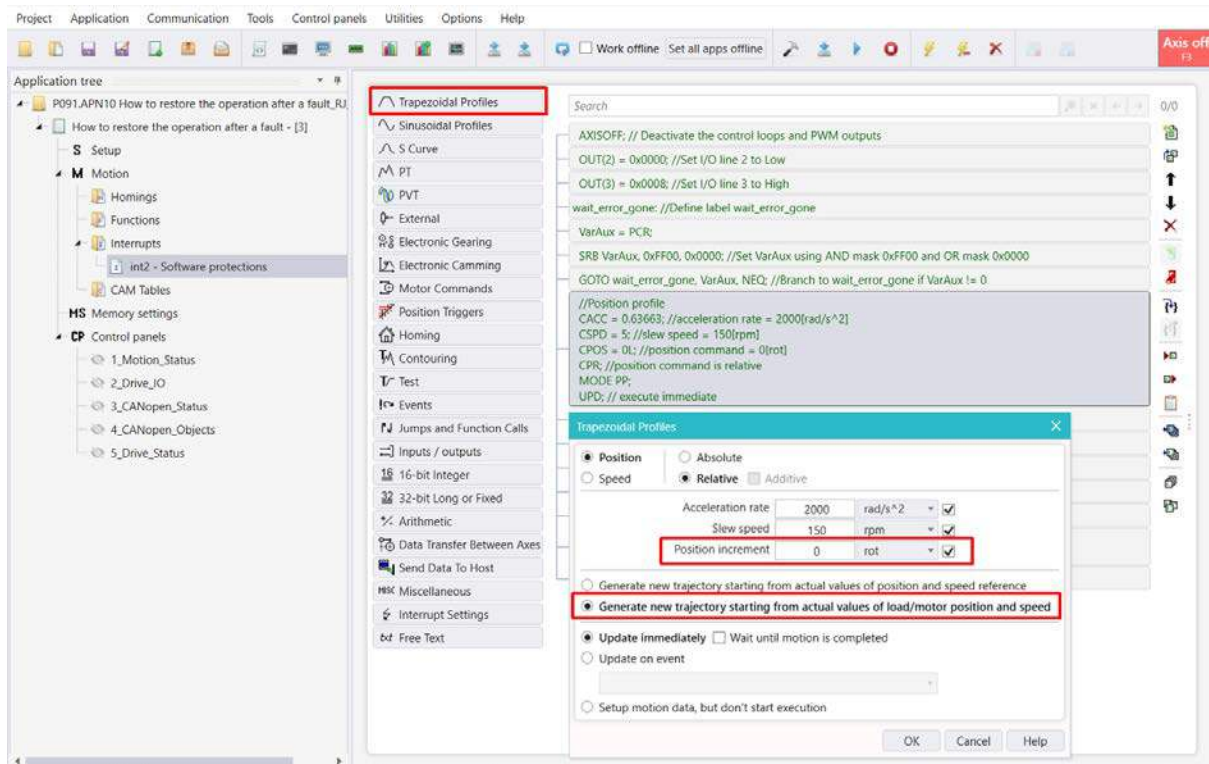 Project Application Communication Tools Control panels Utilities Options Help
Work offline Set all apps offline Axis off
F3
Application tree
P091.APN10 How to restore the operation after a fault_RJ
How to restore the operation after a fault - [3]
S Setup
M Motion
Homings
Functions
Interrupts
int2 - Software protections
CAM Tables
MS Memory settings
CP Control panels
1_Motion_Status
2_Drive_IO
3_CANopen_Status
4_CANopen_Objects
5_Drive_Status
Trapezoidal Profiles
Sinusoidal Profiles
S Curve
PT
PVT
External
Electronic Gearing
Electronic Camming
Motor Commands
Position Triggers
Homing
Contouring
Test
Events
Jumps and Function Calls
Inputs / outputs
16 16-bit Integer
32 32-bit Long or Fixed
Arithmetic
Data Transfer Between Axes
Send Data To Host
MISC Miscellaneous
Interrupt Settings
txt Free Text
Search 0/0
AXISOFF; // Deactivate the control loops and PWM outputs
OUT(2) = 0x0000; //Set I/O line 2 to Low
OUT(3) = 0x0008; //Set I/O line 3 to High
wait_error_gone: //Define label wait_error_gone
VarAux = PCR;
SRB VarAux, 0xFF00, 0x0000; //Set VarAux using AND mask 0xFF00 and OR mask 0x0000
GOTO wait_error_gone, VarAux, NEQ; //Branch to wait_error_gone if VarAux != 0
//Position profile
CACC = 0.63663; //acceleration rate = 2000[rad/s^2]
CSPD = 5; //slew speed = 150[rpm]
CPOS = 0L; //position command = 0[rot]
CPR; //position command is relative
MODE PP;
UPD; // execute immediate
Trapezoidal Profiles
Position Absolute
Speed Relative Additive
Acceleration rate 2000 rad/s^2
Slew speed 150 rpm
Position increment 0 rot
Generate new trajectory starting from actual values of position and speed reference
Generate new trajectory starting from actual values of load/motor position and speed
Update immediately Wait until motion is completed
Update on event
Setup motion data, but don't start execution
OK Cancel Help